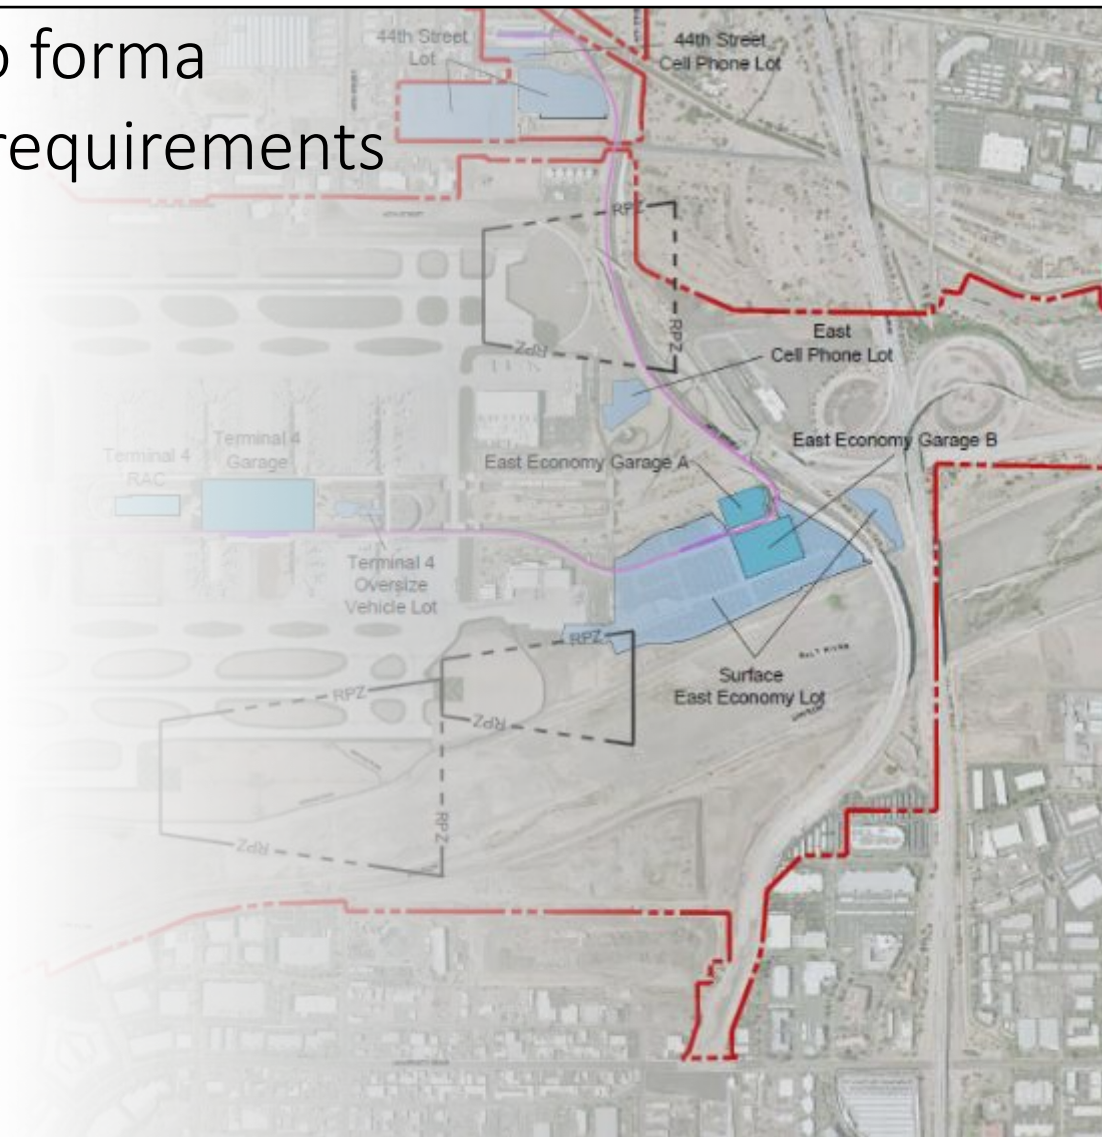 o forma
requirements
44th Street
Lot
44th Street
Cell Phone Lot
RPZ
RPZ
RPZ
East
Cell Phone Lot
East Economy Garage B
Terminal 4
RAC
Terminal 4
Garage
East Economy Garage A
Terminal 4
Oversize
Vehicle Lot
RPZ
SALT RIVER
RPZ
Surface
East Economy Lot
RPZ
RPZ
RPZ